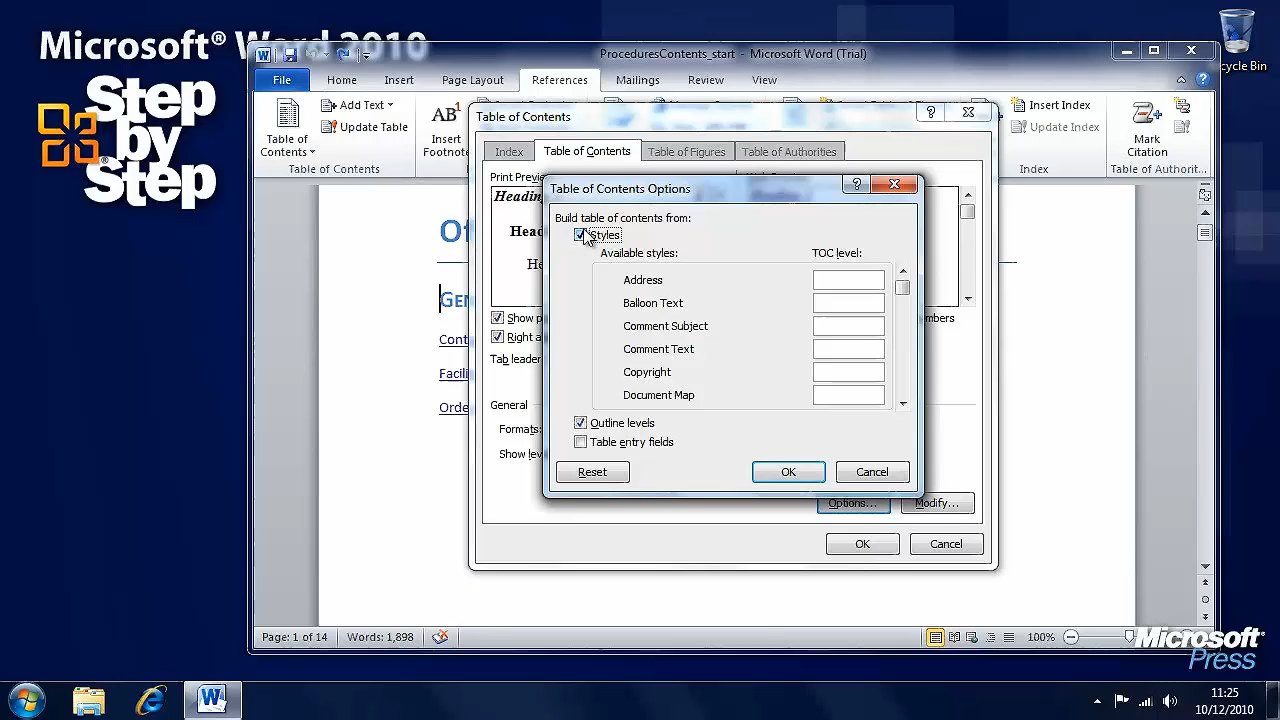 Microsoft® Word 2010
Step
by
Step
ProceduresContents_start - Microsoft Word (Trial)
cycle Bin
File Home Insert Page Layout References Mailings Review View
Table of Contents
Add Text
Update Table
Table of Contents
AB¹
Insert
Footnote
Insert Index
Update Index
Index
Mark
Citation
Table of Authorit...
Table of Contents
Index Table of Contents Table of Figures Table of Authorities
Print Preview
Table of Contents Options
Build table of contents from:
Styles
Available styles: TOC level:
Address
Balloon Text
Comment Subject
Comment Text
Copyright
Document Map
Outline levels
Table entry fields
Reset OK Cancel
Show p
Right a
Tab leader
General
Formats:
Show lev
Options... Modify...
OK Cancel
Page: 1 of 14 Words: 1,898 100%
Microsoft
Press
11:25
10/12/2010